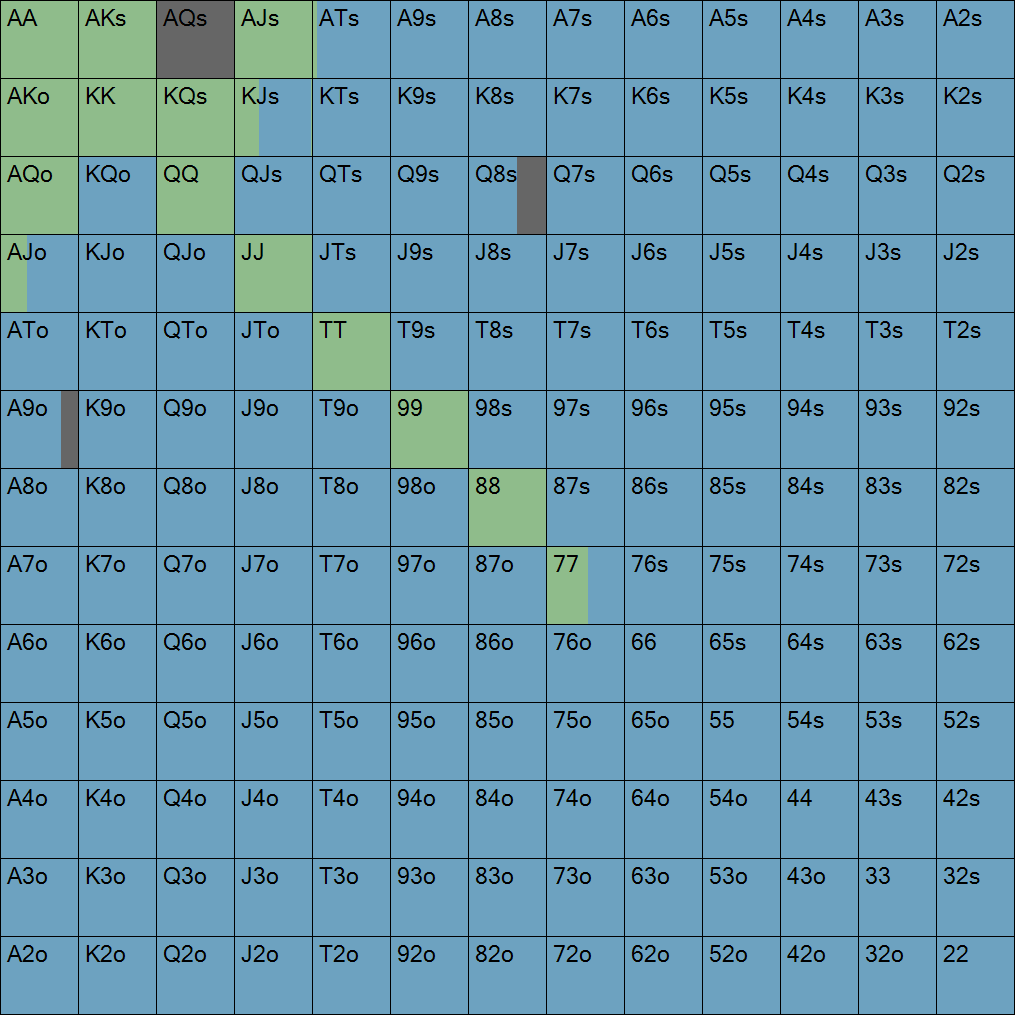 AA AKs AQs AJs ATs A9s A8s A7s A6s A5s A4s A3s A2s
AKo KK KQs KJs KTs K9s K8s K7s K6s K5s K4s K3s K2s
AQo KQo QQ QJs QTs Q9s Q8s Q7s Q6s Q5s Q4s Q3s Q2s
AJo KJo QJo JJ JTs J9s J8s J7s J6s J5s J4s J3s J2s
ATo KTo QTo JTo TT T9s T8s T7s T6s T5s T4s T3s T2s
A9o K9o Q9o J9o T9o 99 98s 97s 96s 95s 94s 93s 92s
A8o K8o Q8o J8o T8o 98o 88 87s 86s 85s 84s 83s 82s
A7o K7o Q7o J7o T7o 97o 87o 77 76s 75s 74s 73s 72s
A6o K6o Q6o J6o T6o 96o 86o 76o 66 65s 64s 63s 62s
A5o K5o Q5o J5o T5o 95o 85o 75o 65o 55 54s 53s 52s
A4o K4o Q4o J4o T4o 94o 84o 74o 64o 54o 44 43s 42s
A3o K3o Q3o J3o T3o 93o 83o 73o 63o 53o 43o 33 32s
A2o K2o Q2o J2o T2o 92o 82o 72o 62o 52o 42o 32o 22